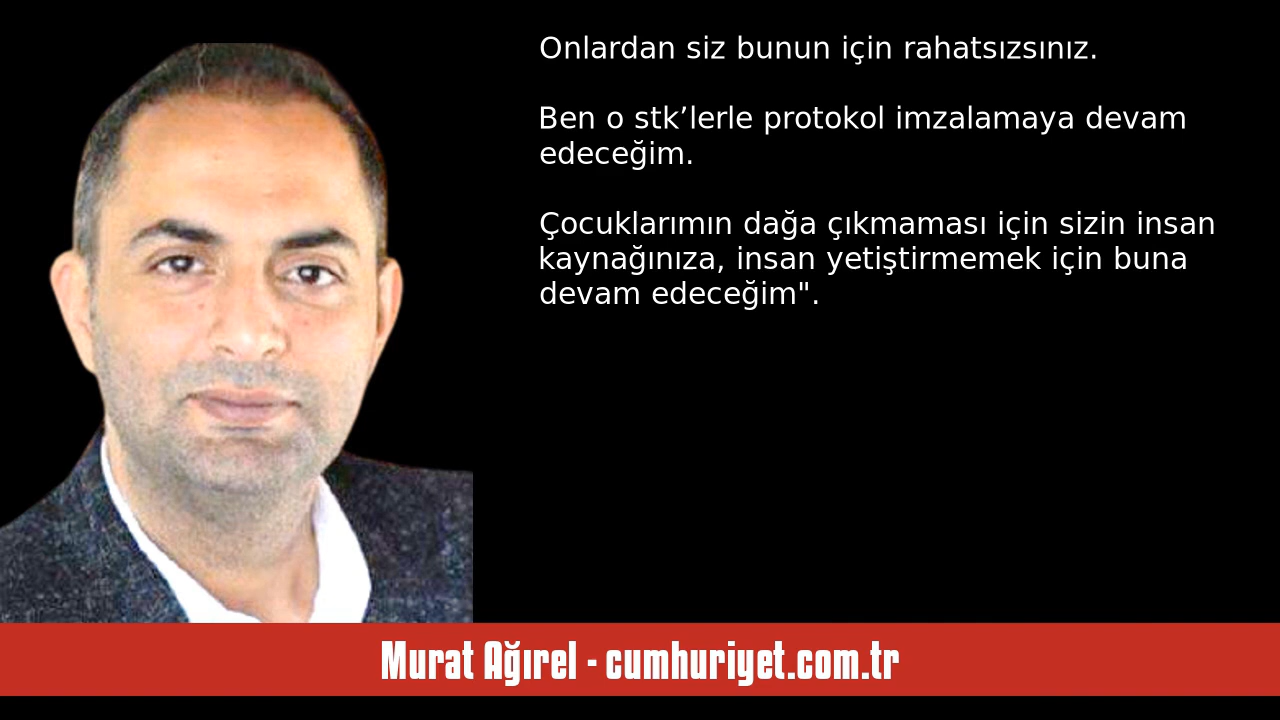 Onlardan siz bunun için rahatsızsınız.
Ben o stk’lerle protokol imzalamaya devam
edeceğim.
Çocuklarımın dağa çıkmaması için sizin insan
kaynağınıza, insan yetiştirmemek için buna
devam edeceğim".
Murat Ağırel - cumhuriyet.com.tr